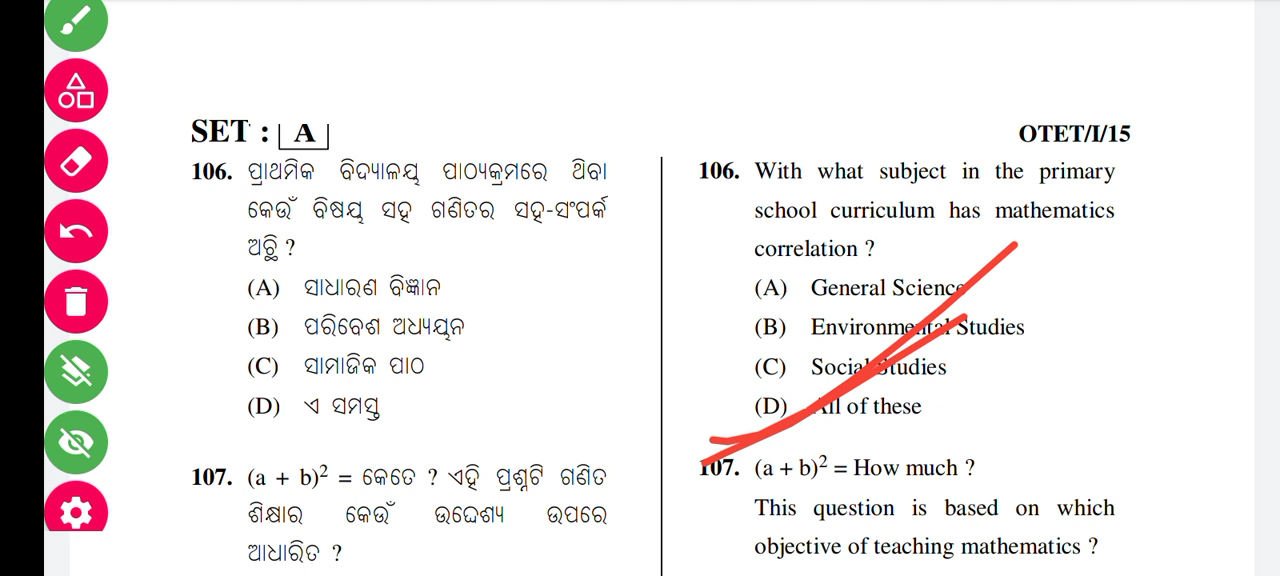 SET : A
OTET/I/15
106. ପ୍ରାଥମିକ ବିଦ୍ୟାଳୟ ପାଠ୍ୟକ୍ରମରେ ଥିବା
କେଉଁ ବିଷୟ ସହ ଗଣିତର ସହ-ସଂପର୍କ
ଅଛି ?
(A) ସାଧାରଣ ବିଜ୍ଞାନ
(B) ପରିବେଶ ଅଧ୍ୟୟନ
(C) ସାମାଜିକ ପାଠ
(D) ଏ ସମସ୍ତ
107. (a + b)² = କେତେ ? ଏହି ପ୍ରଶ୍ନଟି ଗଣିତ
ଶିକ୍ଷାର କେଉଁ ଉଦ୍ଦେଶ୍ୟ ଉପରେ
ଆଧାରିତ ?
106. With what subject in the primary
school curriculum has mathematics
correlation ?
(A) General Science
(B) Environmental Studies
(C) Social Studies
(D) All of these
107. (a + b)² = How much ?
This question is based on which
objective of teaching mathematics ?